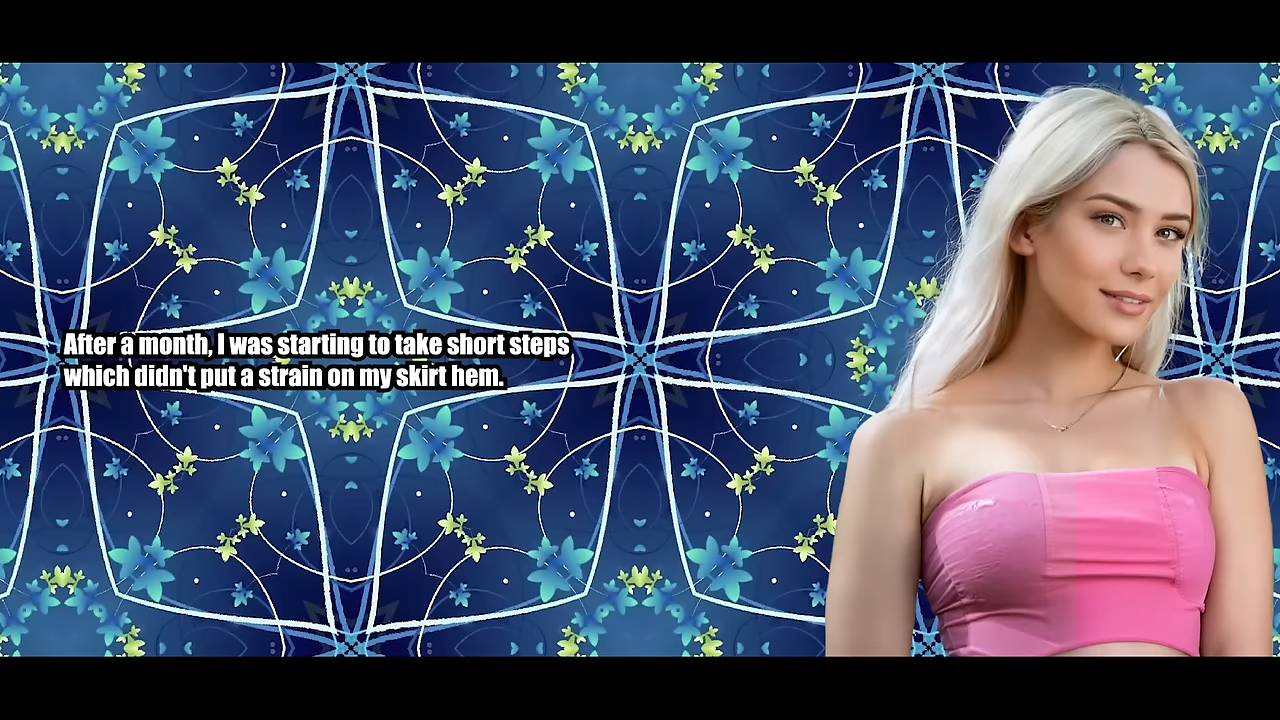 After a month, I was starting to take short steps
which didn't put a strain on my skirt hem.